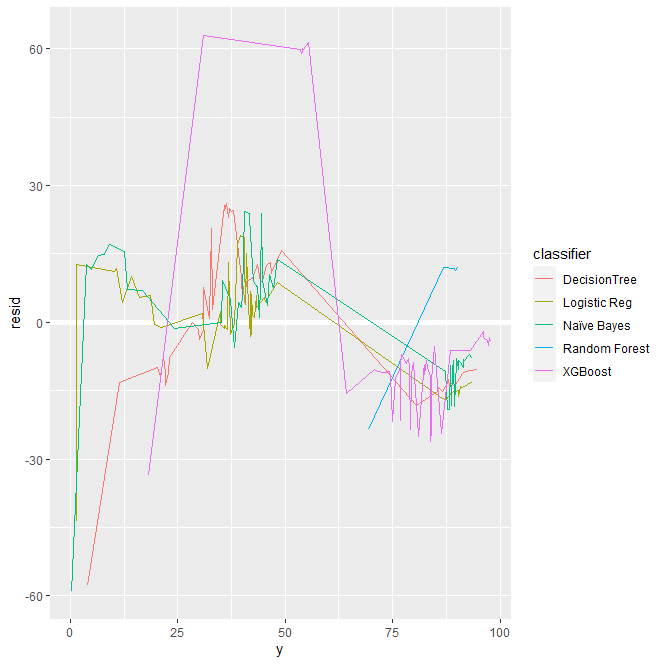 60
30
0
-30
-60
resid
0
25
50
75
100
y
classifier
DecisionTree
Logistic Reg
Naïve Bayes
Random Forest
XGBoost